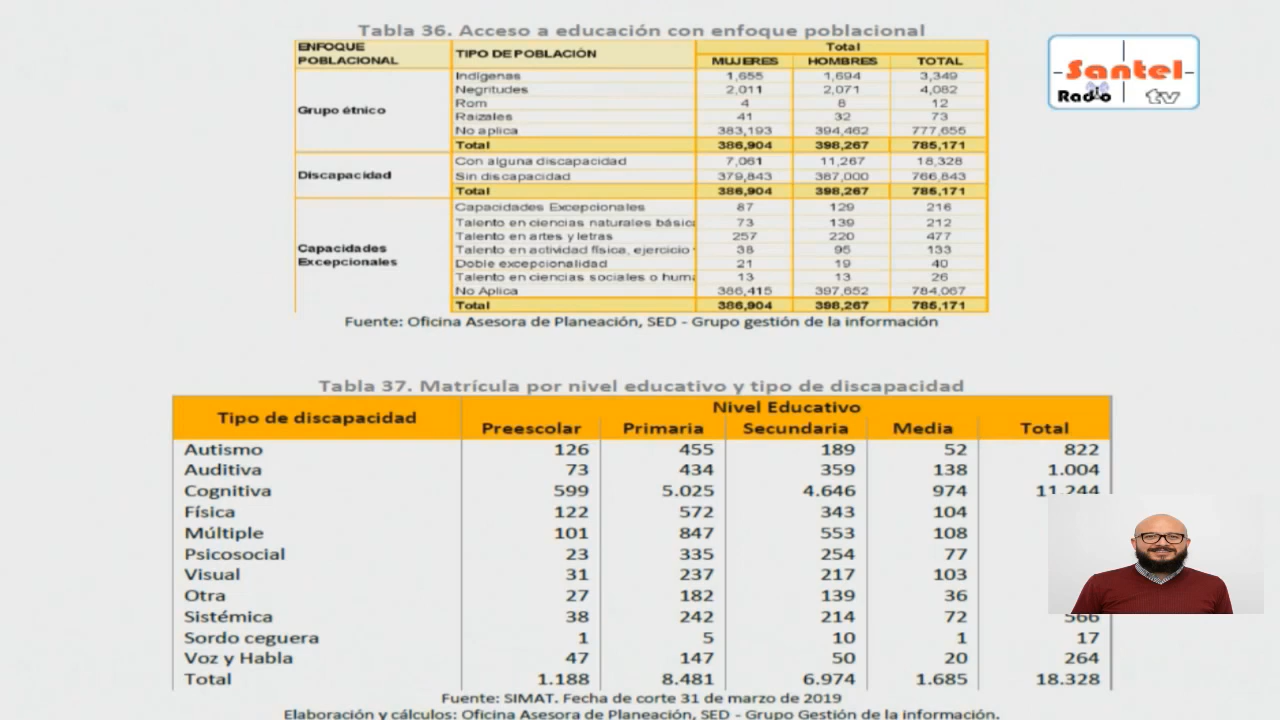 Tabla 36. Acceso a educación con enfoque poblacional
ENFOQUE POBLACIONAL TIPO DE POBLACIÓN Total
MUJERES HOMBRES TOTAL
Grupo étnico
Indígenas 1,655 1,694 3,349
Negritudes 2,011 2,071 4,082
Rom 4 8 12
Raizales 41 32 73
No aplica 383,193 394,462 777,655
Total 386,904 398,267 785,171
Discapacidad
Con alguna discapacidad 7,061 11,267 18,328
Sin discapacidad 379,843 387,000 766,843
Total 386,904 398,267 785,171
Capacidades Excepcionales
Capacidades Excepcionales 87 129 216
Talento en ciencias naturales básic 73 139 212
Talento en artes y letras 257 220 477
Talento en actividad física, ejercicio 38 95 133
Doble excepcionalidad 21 19 40
Talento en ciencias sociales o hum 13 13 26
No Aplica 386,415 397,652 784,067
Total 386,904 398,267 785,171
Fuente: Oficina Asesora de Planeación, SED - Grupo gestión de la información
Santel
Radio tv
Tabla 37. Matrícula por nivel educativo y tipo de discapacidad
Tipo de discapacidad Nivel Educativo
Preescolar Primaria Secundaria Media Total
Autismo 126 455 189 52 822
Auditiva 73 434 359 138 1.004
Cognitiva 599 5.025 4.646 974 11.244
Física 122 572 343 104
Múltiple 101 847 553 108
Psicosocial 23 335 254 77
Visual 31 237 217 103
Otra 27 182 139 36
Sistémica 38 242 214 72 566
Sordo ceguera 1 5 10 1 17
Voz y Habla 47 147 50 20 264
Total 1.188 8.481 6.974 1.685 18.328
Fuente: SIMAT. Fecha de corte 31 de marzo de 2019
Elaboración y cálculos: Oficina Asesora de Planeación, SED - Grupo Gestión de la información.